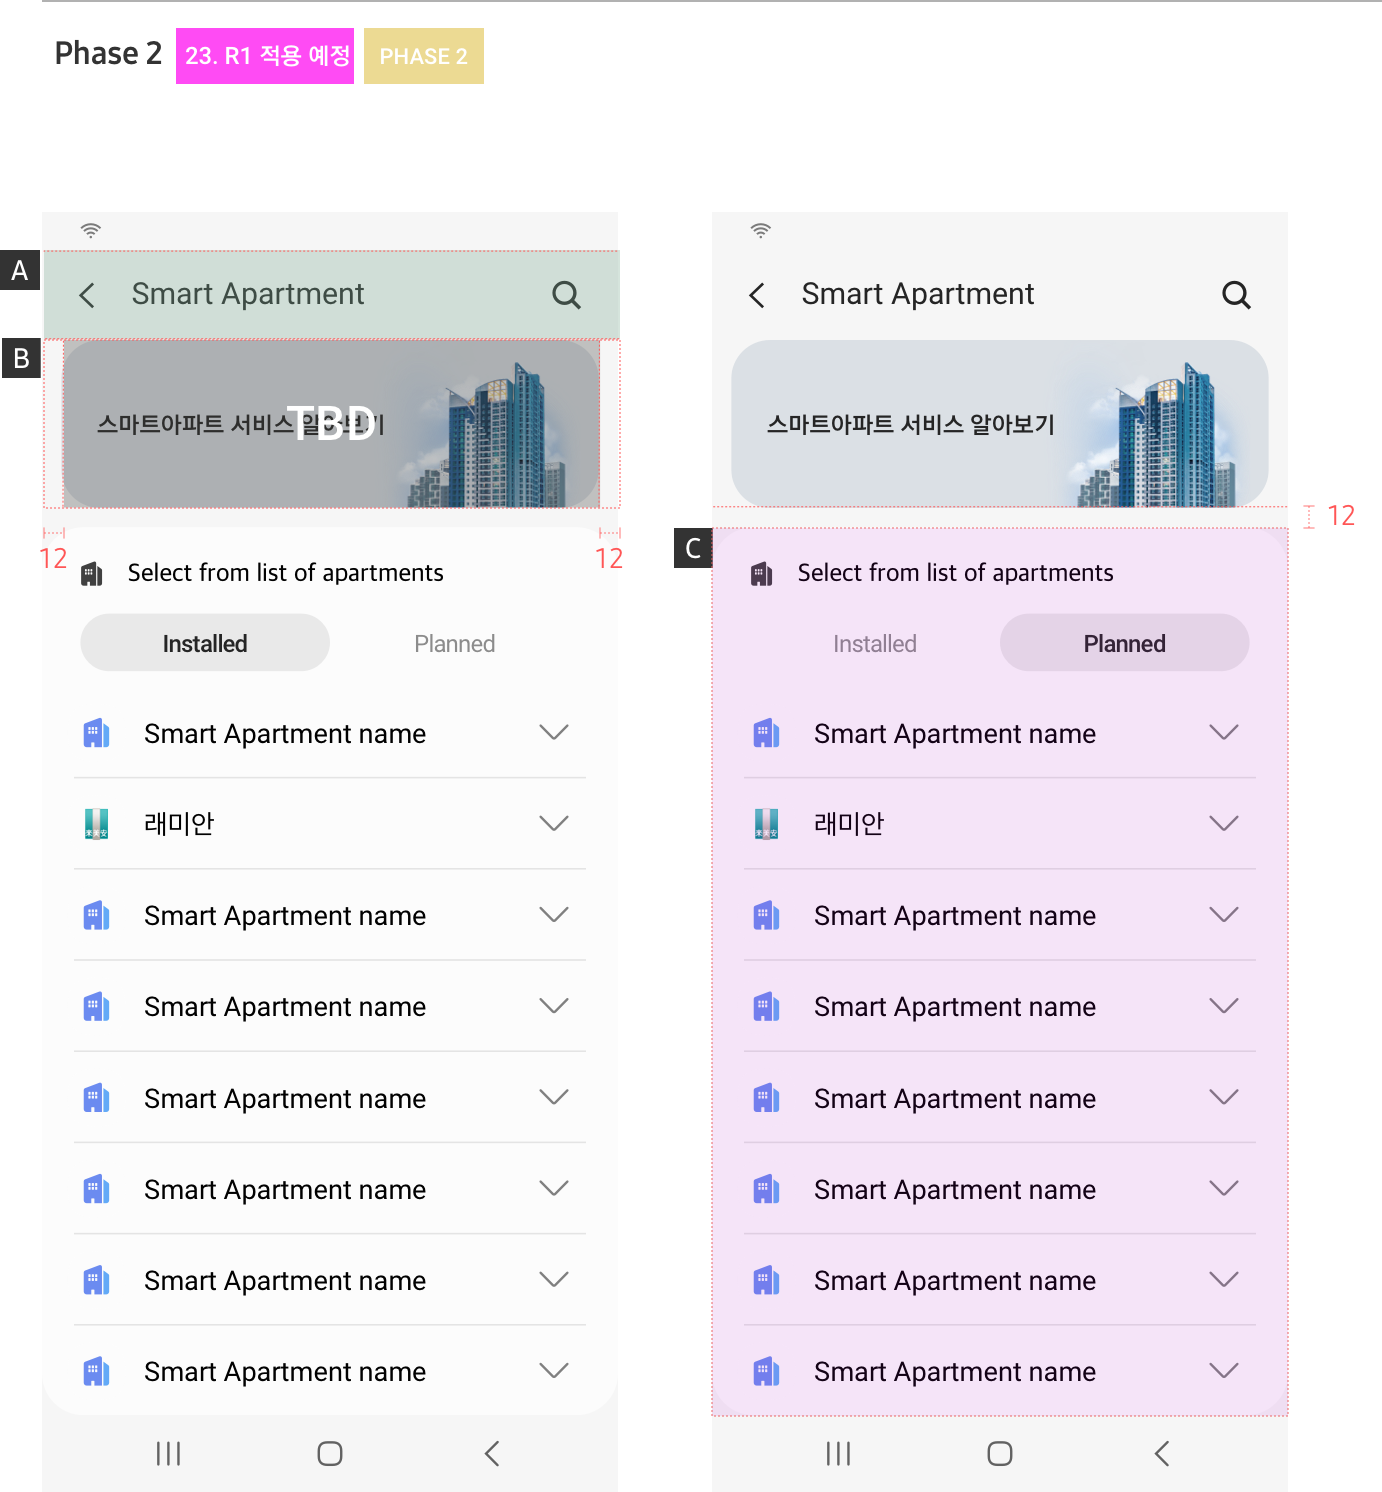 Phase 2 23. R1 적용 예정 PHASE 2
A
Smart Apartment
B
스마트아파트 서비스 알아보기
TBD
12 12
Select from list of apartments
Installed Planned
Smart Apartment name
래미안
Smart Apartment name
Smart Apartment name
Smart Apartment name
Smart Apartment name
Smart Apartment name
Smart Apartment name
Smart Apartment
스마트아파트 서비스 알아보기
12
C
Select from list of apartments
Installed Planned
Smart Apartment name
래미안
Smart Apartment name
Smart Apartment name
Smart Apartment name
Smart Apartment name
Smart Apartment name
Smart Apartment name